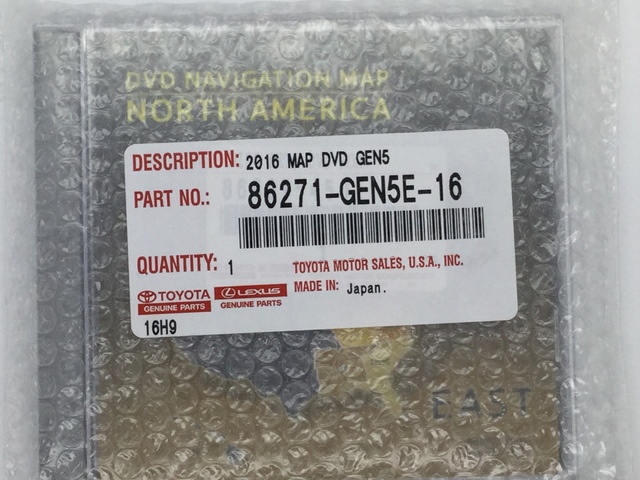 DVD NAVIGATION MAP
NORTH AMERICA
DESCRIPTION: 2016 MAP DVD GEN5
PART NO.: 86271-GEN5E-16
QUANTITY: 1
TOYOTA MOTOR SALES, U.S.A., INC.
MADE IN: Japan.
TOYOTA
GENUINE PARTS
LEXUS
GENUINE PARTS
16H9
EAST